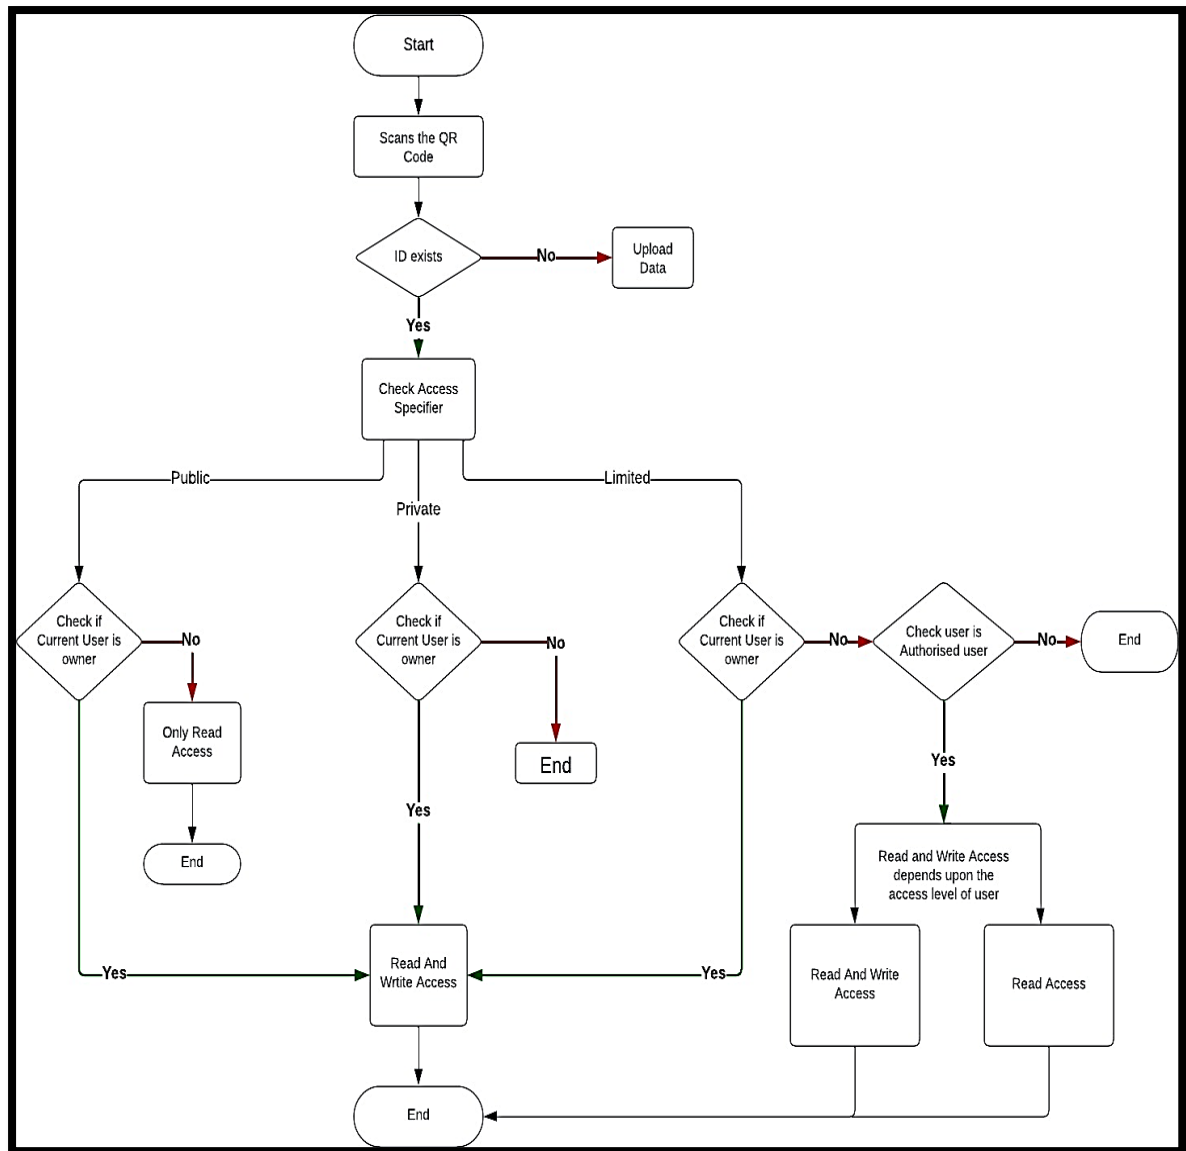 Start
Scans the QR
Code
ID exists
No
Upload
Data
Yes
Check Access
Specifier
Public
Private
Limited
Check if
Current User is
owner
No
Only Read
Access
End
Yes
Check if
Current User is
owner
No
End
Yes
Check if
Current User is
owner
No
Yes
Check user is
Authorised user
No
End
Yes
Read and Write Access
depends upon the
access level of user
Read And
Wrtite Access
Read And Write
Access
Read Access
End